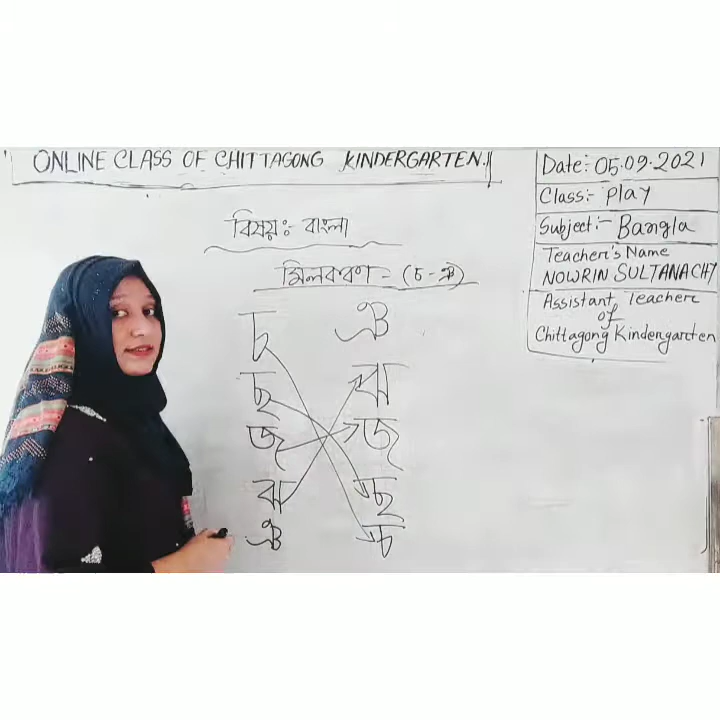 ONLINE CLASS OF CHITTAGONG KINDERGARTEN.
Date:- 05.09.2021
Class:- Play
Subject:- Bangla
Teacher's Name
NOWRIN SULTANA CHY
Assistant Teacher
of
Chittagong Kindergarten
বিষয়ঃ- বাংলা
মিলকরণ - (চ-ঞ)
চ ঞ
ছ ঝ
জ জ
ঝ ছ
ঞ চ